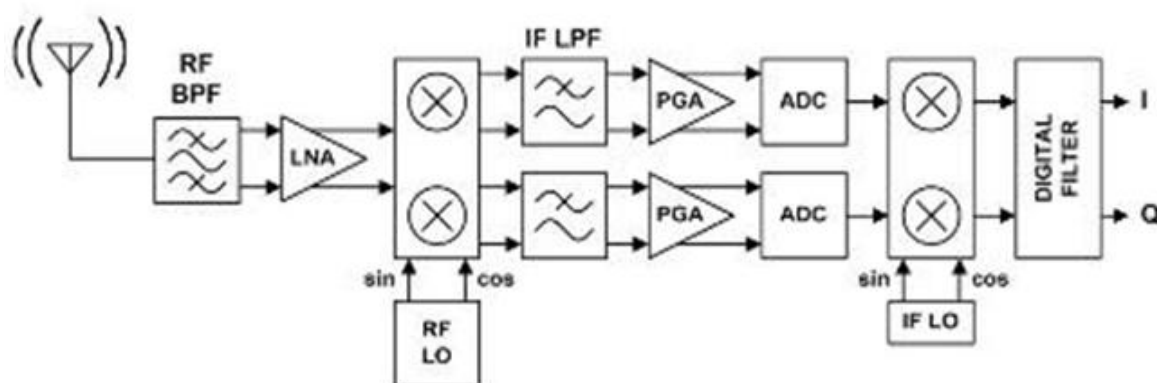 RF
BPF
LNA
IF LPF
PGA
ADC
PGA
ADC
sin
cos
RF
LO
sin
cos
IF LO
DIGITAL
FILTER
I
Q